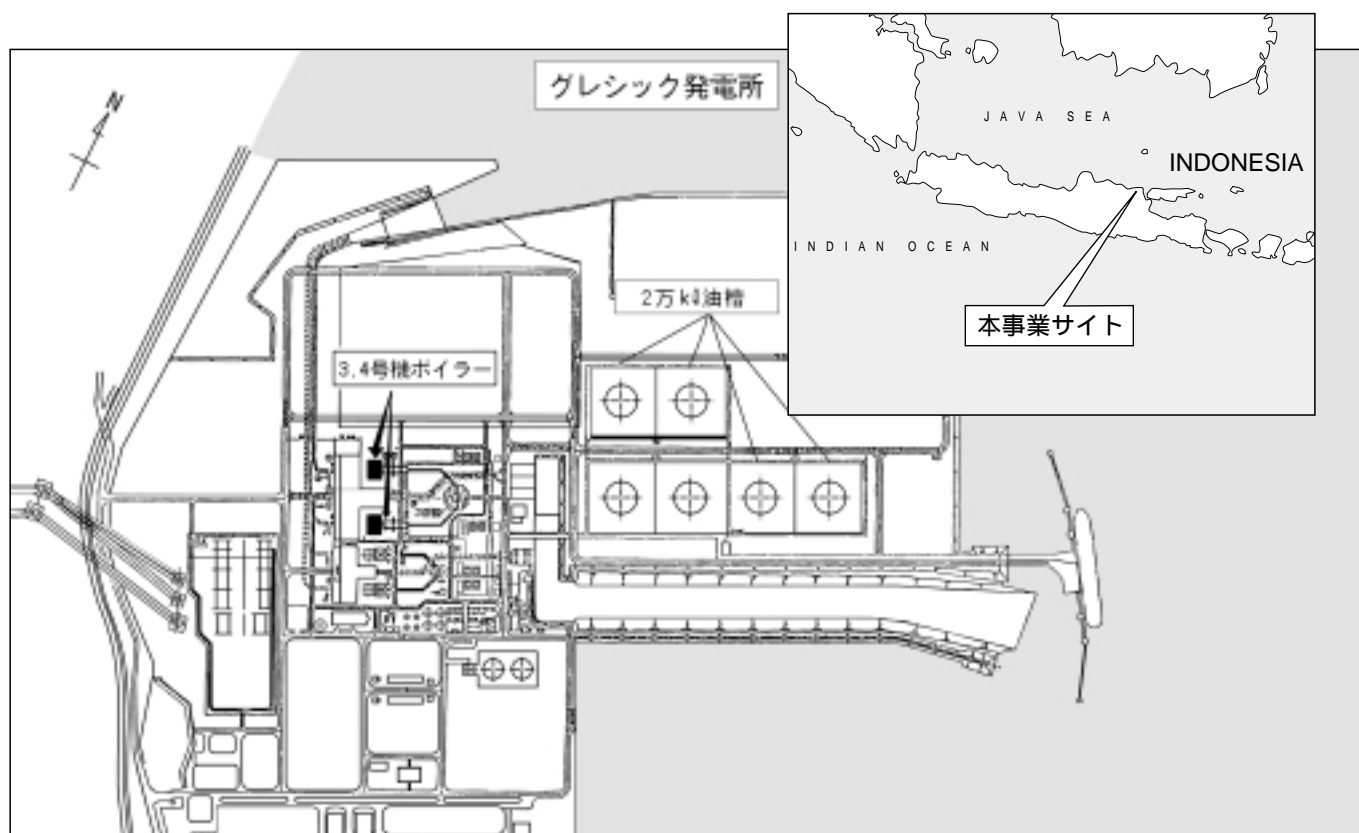 グレシック発電所
N
JAVA SEA
INDONESIA
INDIAN OCEAN
本事業サイト
2万kl油槽
3,4号機ボイラー